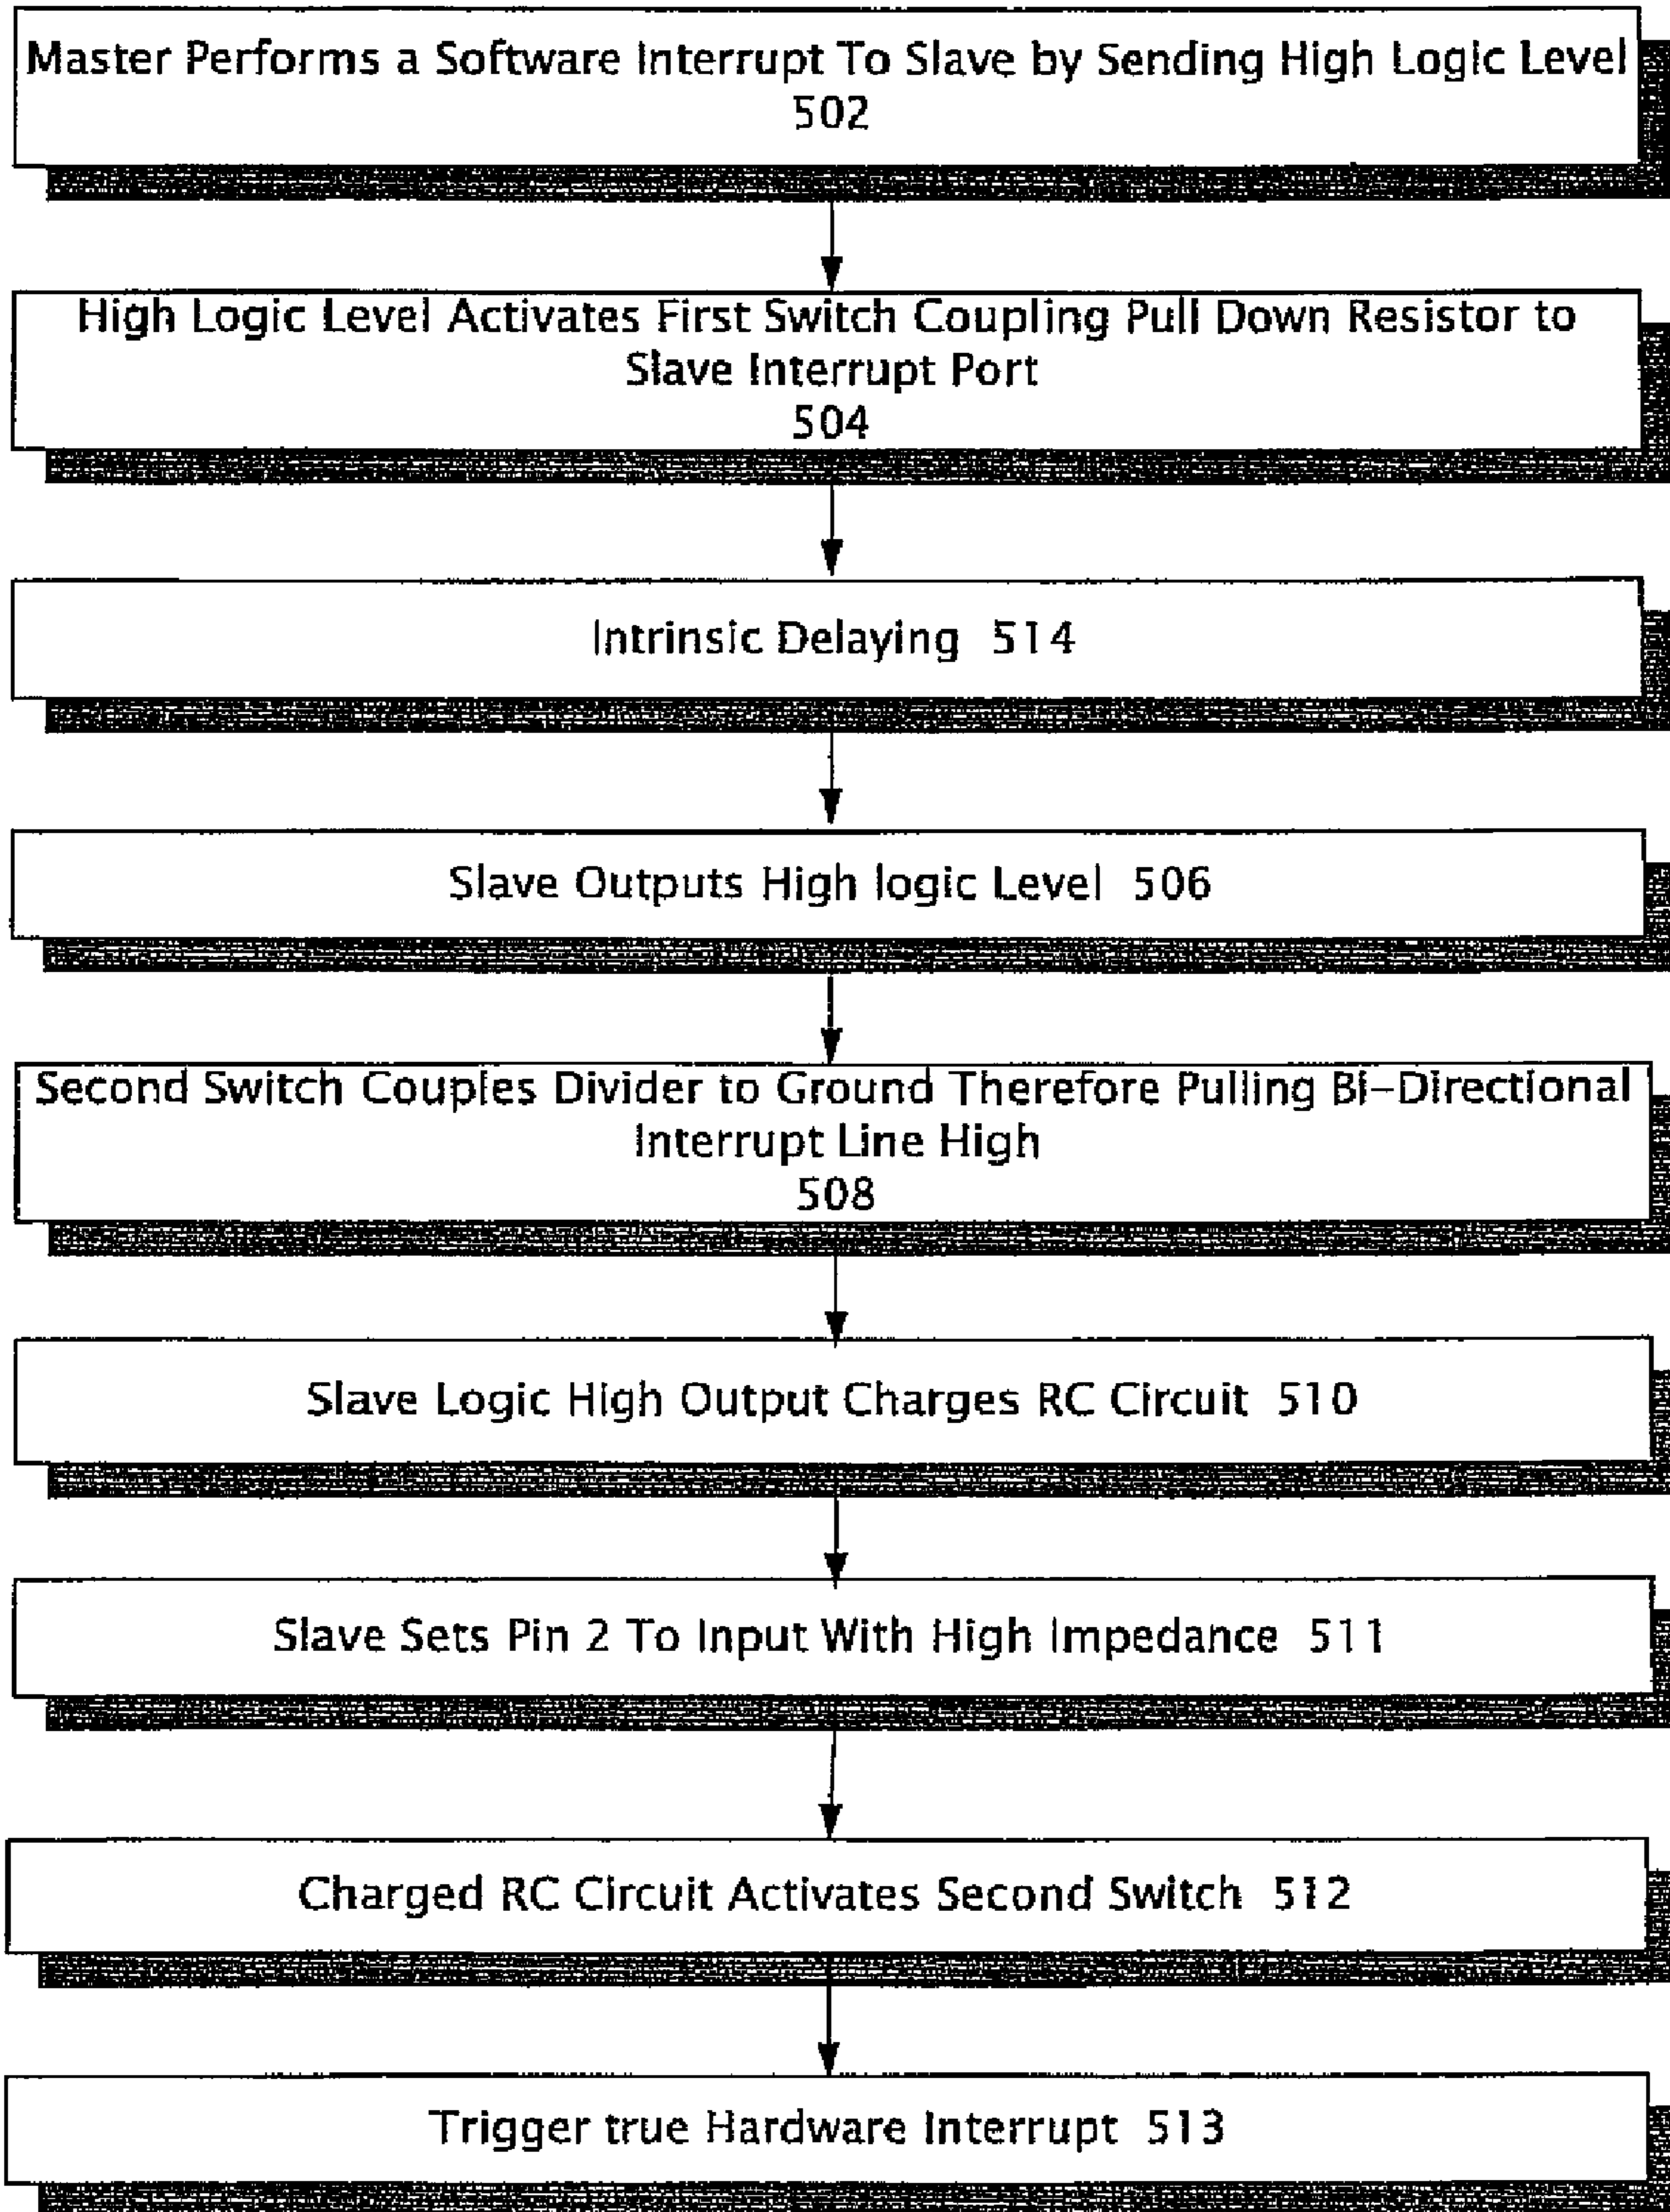 Master Performs a Software Interrupt To Slave by Sending High Logic Level
502
High Logic Level Activates First Switch Coupling Pull Down Resistor to
Slave Interrupt Port
504
Intrinsic Delaying 514
Slave Outputs High logic Level 506
Second Switch Couples Divider to Ground Therefore Pulling Bi-Directional
Interrupt Line High
508
Slave Logic High Output Charges RC Circuit 510
Slave Sets Pin 2 To Input With High Impedance 511
Charged RC Circuit Activates Second Switch 512
Trigger true Hardware Interrupt 513